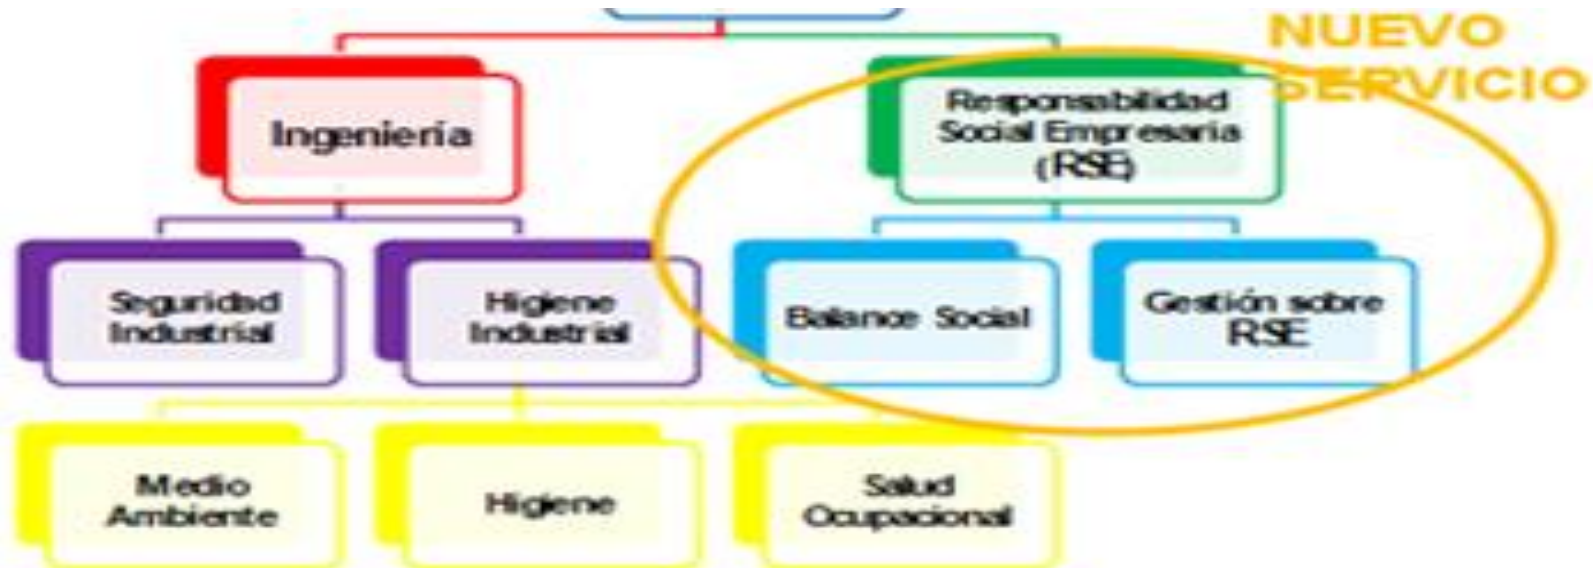 NUEVO
SERVICIO
Ingeniería
Responsabilidad
Social Empresaria
(RSE)
Seguridad
Industrial
Higiene
Industrial
Balance Social
Gestión sobre
RSE
Medio
Ambiente
Higiene
Salud
Ocupacional